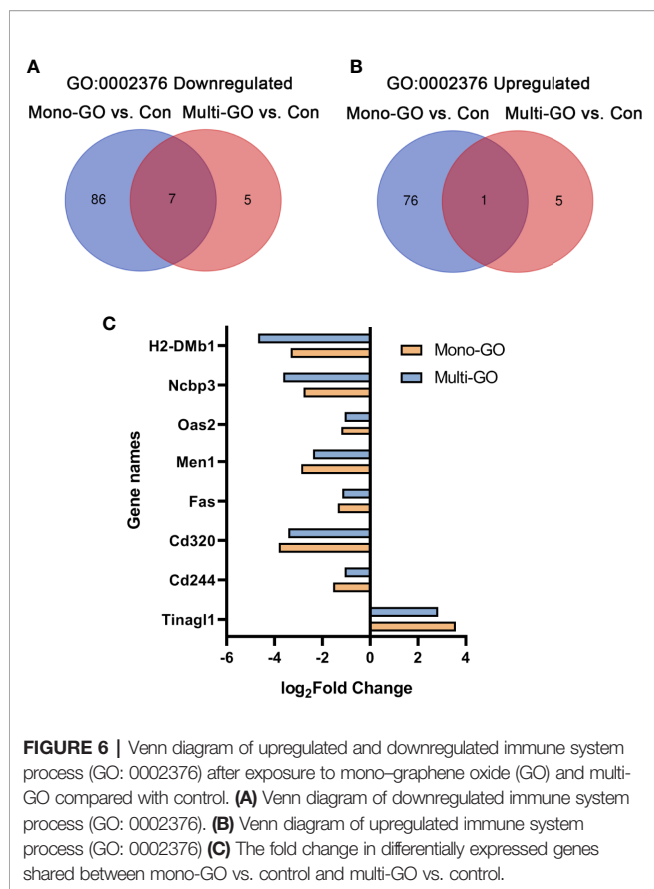 A
GO:0002376 Downregulated
Mono-GO vs. Con Multi-GO vs. Con
86
7
5
B
GO:0002376 Upregulated
Mono-GO vs. Con Multi-GO vs. Con
76
1
5
C
Gene names
H2-DMb1
Ncbp3
Oas2
Men1
Fas
Cd320
Cd244
Tinagl1
Mono-GO
Multi-GO
-6 -4 -2 0 2 4
log2Fold Change
FIGURE 6 | Venn diagram of upregulated and downregulated immune system
process (GO: 0002376) after exposure to mono–graphene oxide (GO) and multi-
GO compared with control. (A) Venn diagram of downregulated immune system
process (GO: 0002376). (B) Venn diagram of upregulated immune system
process (GO: 0002376) (C) The fold change in differentially expressed genes
shared between mono-GO vs. control and multi-GO vs. control.